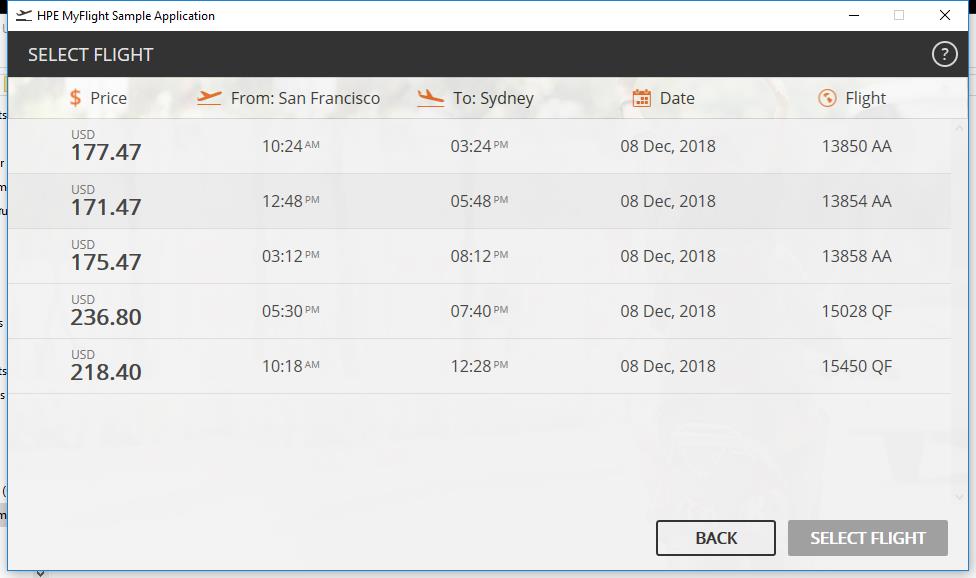 HPE MyFlight Sample Application
SELECT FLIGHT ?
$ Price From: San Francisco To: Sydney Date Flight
USD
177.47 10:24 AM 03:24 PM 08 Dec, 2018 13850 AA
USD
171.47 12:48 PM 05:48 PM 08 Dec, 2018 13854 AA
USD
175.47 03:12 PM 08:12 PM 08 Dec, 2018 13858 AA
USD
236.80 05:30 PM 07:40 PM 08 Dec, 2018 15028 QF
USD
218.40 10:18 AM 12:28 PM 08 Dec, 2018 15450 QF
BACK SELECT FLIGHT